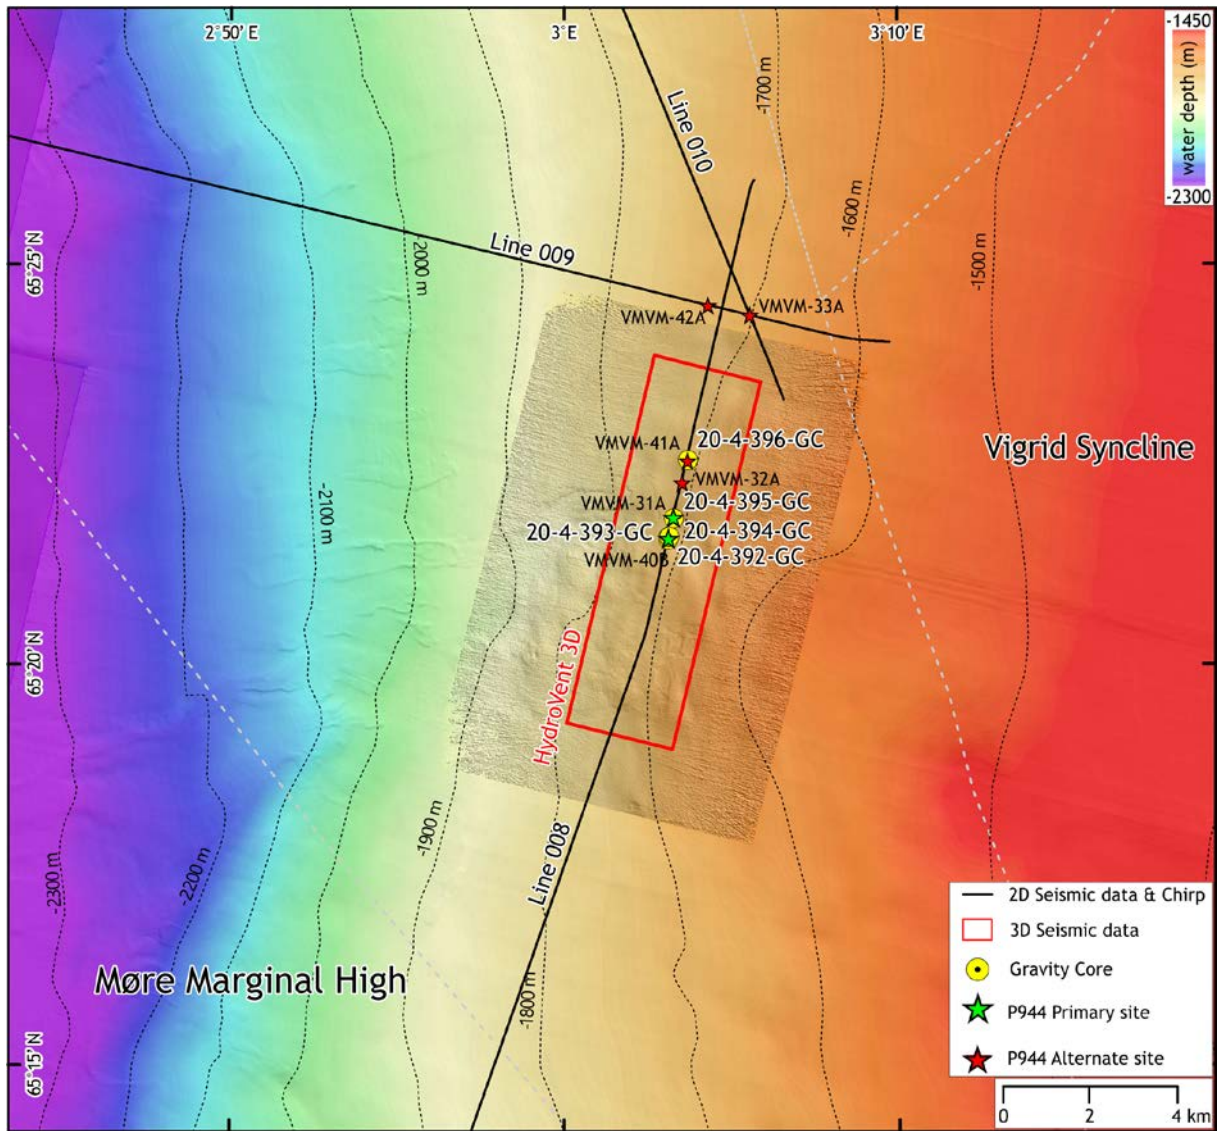 2°50' E
3°E
3°10' E
-1450
water depth (m)
-2300
-1700 m
Line 010
-1600 m
65°25' N
Line 009
2000 m
-1500 m
VMVM-33A
VMVM-42A
VMVM-41A
20-4-396-GC
Vigrid Syncline
VMVM-32A
VMVM-31A
20-4-395-GC
-2100 m
20-4-393-GC
20-4-394-GC
VMVM-40B
20-4-392-GC
65°20' N
HydroVent 3D
-1900 m
Line 008
-2200 m
-2300 m
Møre Marginal High
-1800 m
65°15' N
2D Seismic data & Chirp
3D Seismic data
Gravity Core
P944 Primary site
P944 Alternate site
0 2 4 km